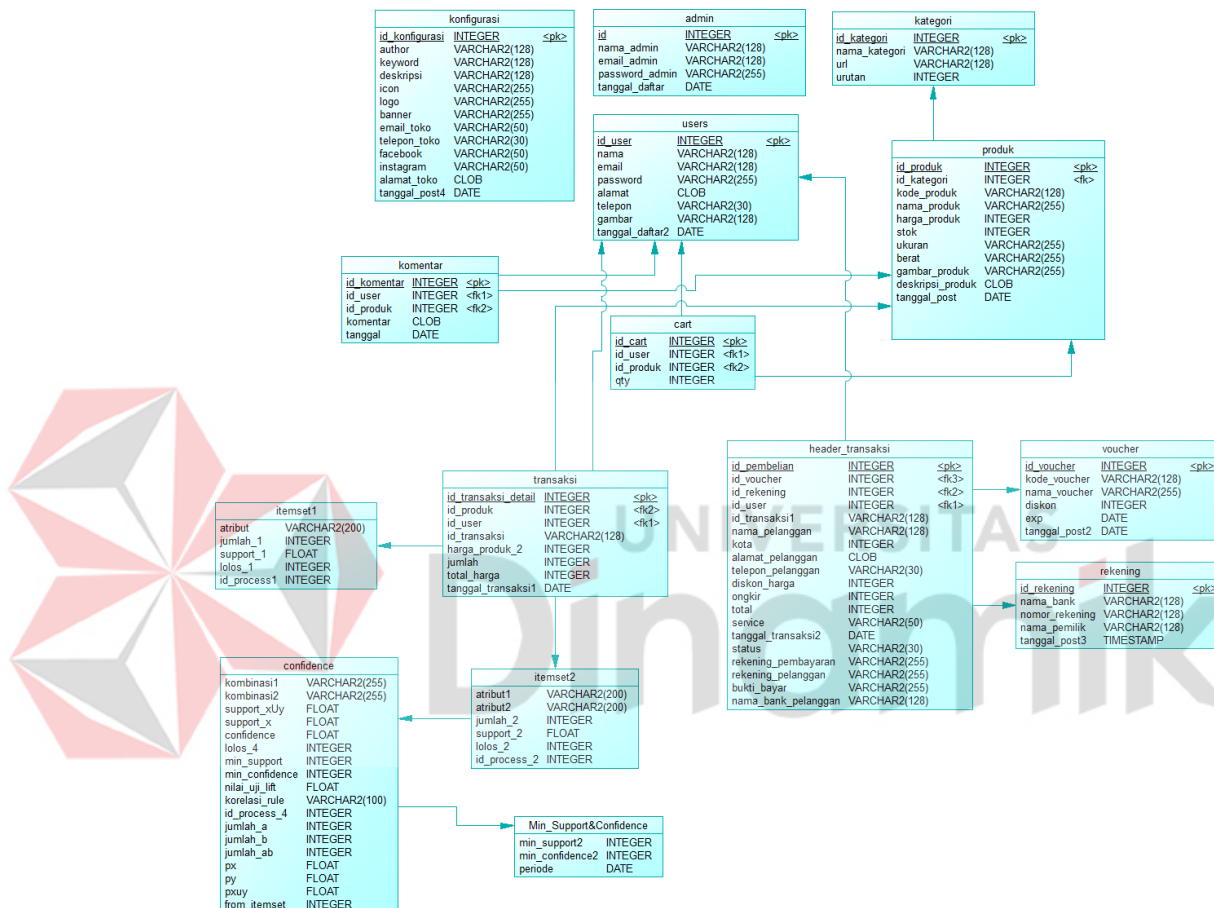 konfigurasi
id_konfigurasi INTEGER <pk>
author VARCHAR2(128)
keyword VARCHAR2(128)
deskripsi VARCHAR2(128)
icon VARCHAR2(255)
logo VARCHAR2(255)
banner VARCHAR2(255)
email_toko VARCHAR2(50)
telepon_toko VARCHAR2(30)
facebook VARCHAR2(50)
instagram VARCHAR2(50)
alamat_toko CLOB
tanggal_post4 DATE
admin
id INTEGER <pk>
nama_admin VARCHAR2(128)
email_admin VARCHAR2(128)
password_admin VARCHAR2(255)
tanggal_daftar DATE
kategori
id_kategori INTEGER <pk>
nama_kategori VARCHAR2(128)
url VARCHAR2(128)
urutan INTEGER
users
id_user INTEGER <pk>
nama VARCHAR2(128)
email VARCHAR2(128)
password VARCHAR2(255)
alamat CLOB
telepon VARCHAR2(30)
gambar VARCHAR2(128)
tanggal_daftar2 DATE
produk
id_produk INTEGER <pk>
id_kategori INTEGER <fk>
kode_produk VARCHAR2(128)
nama_produk VARCHAR2(255)
harga_produk INTEGER
stok INTEGER
ukuran VARCHAR2(255)
berat VARCHAR2(255)
gambar_produk VARCHAR2(255)
deskripsi_produk CLOB
tanggal_post DATE
komentar
id_komentar INTEGER <pk>
id_user INTEGER <fk1>
id_produk INTEGER <fk2>
komentar CLOB
tanggal DATE
cart
id_cart INTEGER <pk>
id_user INTEGER <fk1>
id_produk INTEGER <fk2>
qty INTEGER
header_transaksi
id_pembelian INTEGER <pk>
id_voucher INTEGER <fk3>
id_rekening INTEGER <fk2>
id_user INTEGER <fk1>
id_transaksi1 VARCHAR2(128)
nama_pelanggan VARCHAR2(128)
kota INTEGER
alamat_pelanggan CLOB
telepon_pelanggan VARCHAR2(30)
diskon_harga INTEGER
ongkir INTEGER
total INTEGER
service VARCHAR2(50)
tanggal_transaksi2 DATE
status VARCHAR2(30)
rekening_pembayaran VARCHAR2(255)
rekening_pelanggan VARCHAR2(255)
bukti_bayar VARCHAR2(255)
nama_bank_pelanggan VARCHAR2(128)
voucher
id_voucher INTEGER <pk>
kode_voucher VARCHAR2(128)
nama_voucher VARCHAR2(255)
diskon INTEGER
exp DATE
tanggal_post2 DATE
rekening
id_rekening INTEGER <pk>
nama_bank VARCHAR2(128)
nomor_rekening VARCHAR2(128)
nama_pemilik VARCHAR2(128)
tanggal_post3 TIMESTAMP
transaksi
id_transaksi_detail INTEGER <pk>
id_produk INTEGER <fk2>
id_user INTEGER <fk1>
id_transaksi VARCHAR2(128)
harga_produk_2 INTEGER
jumlah INTEGER
total_harga INTEGER
tanggal_transaksi1 DATE
itemset1
atribut VARCHAR2(200)
jumlah_1 INTEGER
support_1 FLOAT
lolos_1 INTEGER
id_process1 INTEGER
itemset2
atribut1 VARCHAR2(200)
atribut2 VARCHAR2(200)
jumlah_2 INTEGER
support_2 FLOAT
lolos_2 INTEGER
id_process_2 INTEGER
confidence
kombinasi1 VARCHAR2(255)
kombinasi2 VARCHAR2(255)
support_xUy FLOAT
support_x FLOAT
confidence FLOAT
lolos_4 INTEGER
min_support INTEGER
min_confidence INTEGER
nilai_uji_lift FLOAT
korelasi_rule VARCHAR2(100)
id_process_4 INTEGER
jumlah_a INTEGER
jumlah_b INTEGER
jumlah_ab INTEGER
px FLOAT
py FLOAT
pxuy FLOAT
from_itemset INTEGER
Min_Support&Confidence
min_support2 INTEGER
min_confidence2 INTEGER
periode DATE
UNIVERSITAS
Dinamika